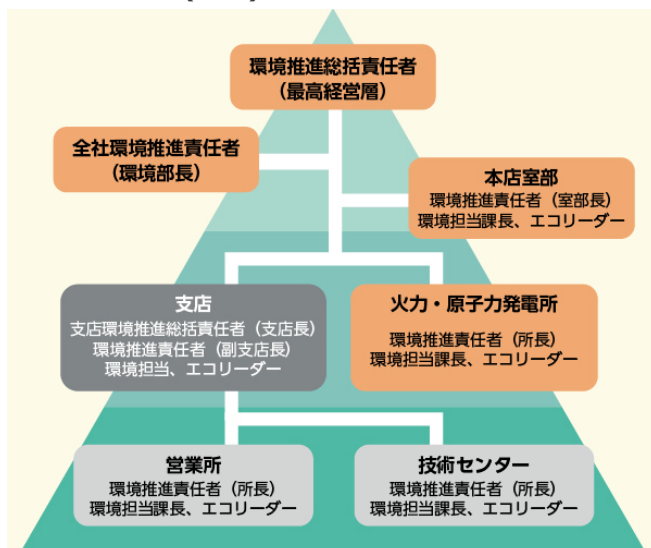 環境推進総括責任者
（最高経営層）
全社環境推進責任者
（環境部長）
本店室部
環境推進責任者（室部長）
環境担当課長、エコリーダー
支店
支店環境推進総括責任者（支店長）
環境推進責任者（副支店長）
環境担当、エコリーダー
火力・原子力発電所
環境推進責任者（所長）
環境担当課長、エコリーダー
営業所
環境推進責任者（所長）
環境担当課長、エコリーダー
技術センター
環境推進責任者（所長）
環境担当課長、エコリーダー